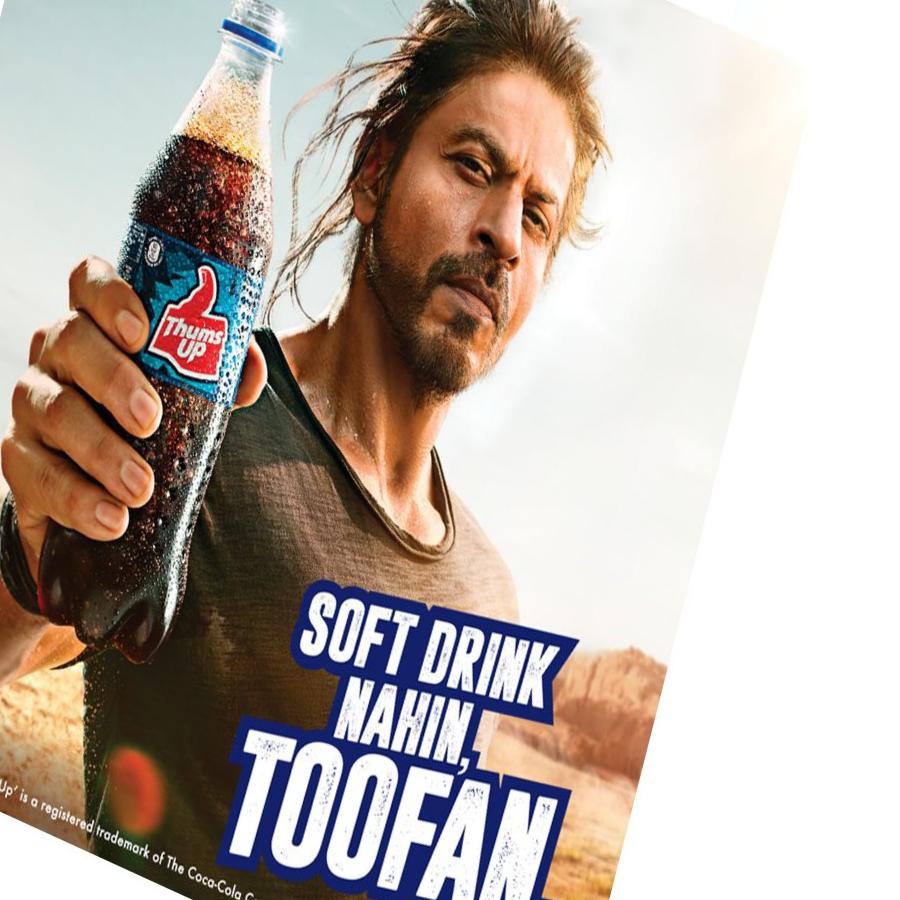 Thums
Up
SOFT DRINK
NAHIN,
TOOFAN
Up' is a registered trademark of The Coca-Cola